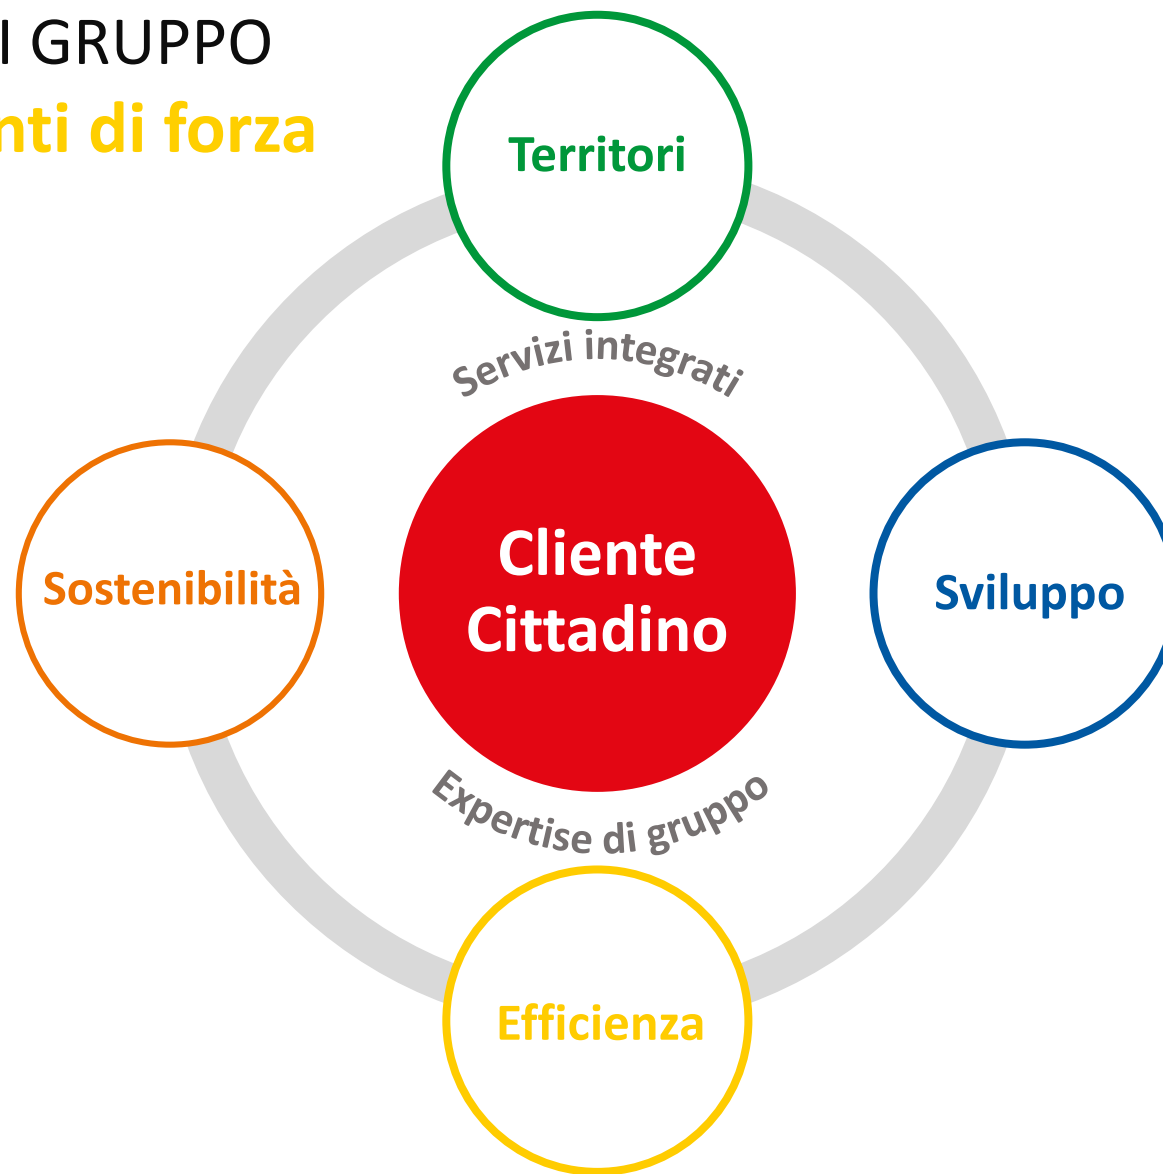 I GRUPPO
nti di forza
Territori
Servizi integrati
Cliente
Cittadino
Sostenibilità
Sviluppo
Expertise di gruppo
Efficienza